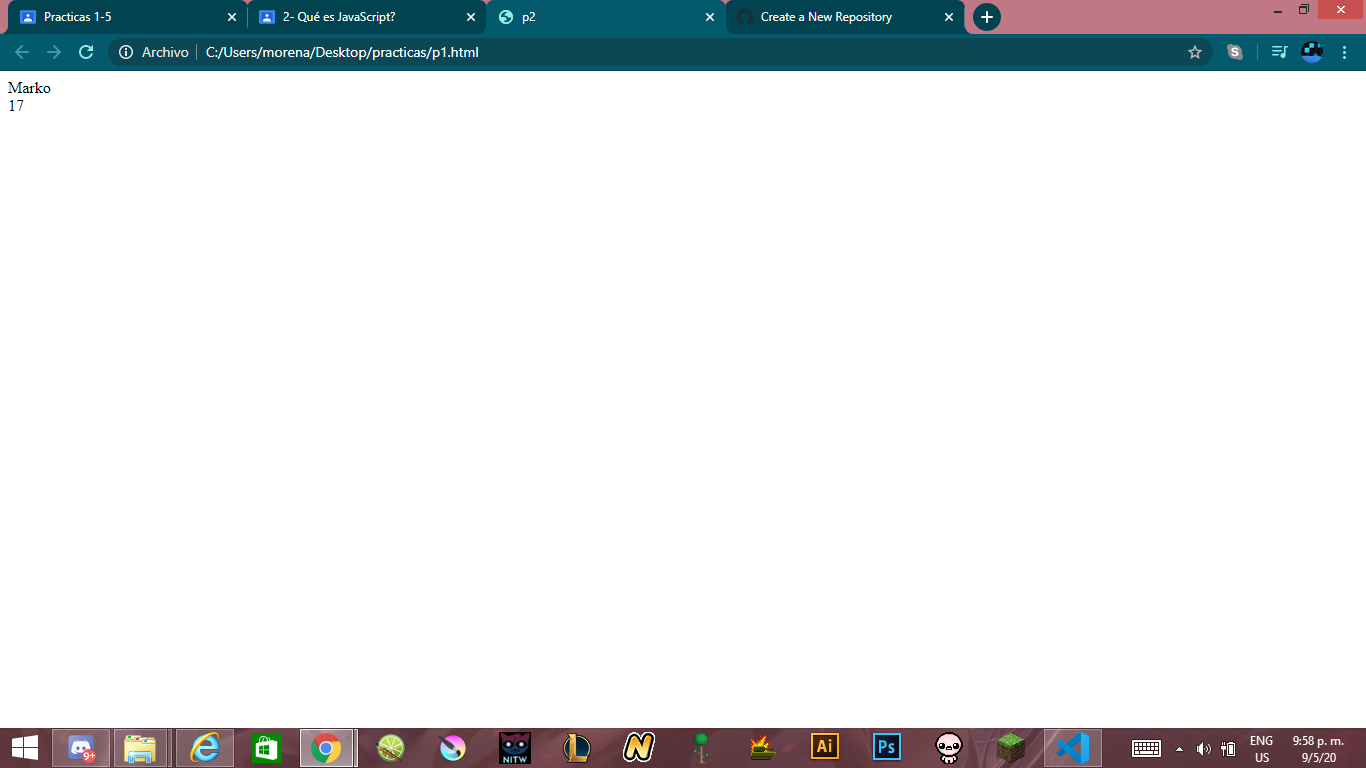 Practicas 1-5
2- Qué es JavaScript?
p2
Create a New Repository
Archivo
C:/Users/morena/Desktop/practicas/p1.html
Marko
17
9+
NITW
L
N
Ai
Ps
ENG
US
9:58 p. m.
9/5/20